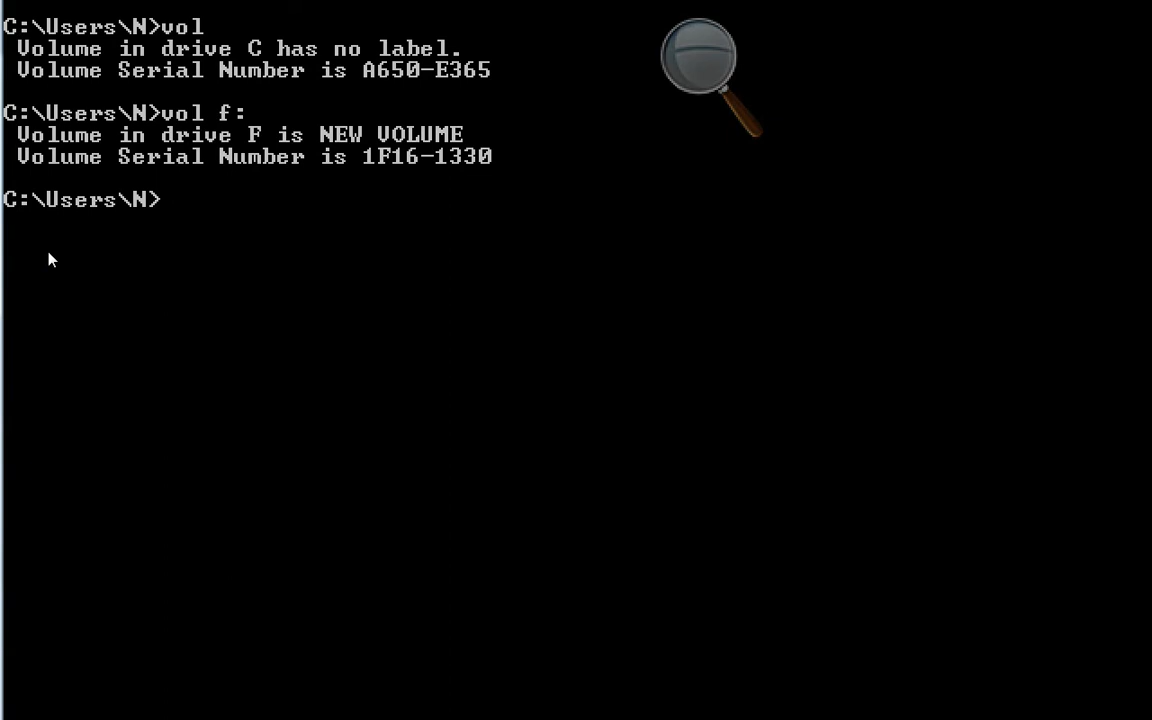 C:\Users\N>vol
Volume in drive C has no label.
Volume Serial Number is A650-E365
C:\Users\N>vol f:
Volume in drive F is NEW VOLUME
Volume Serial Number is 1F16-1330
C:\Users\N>